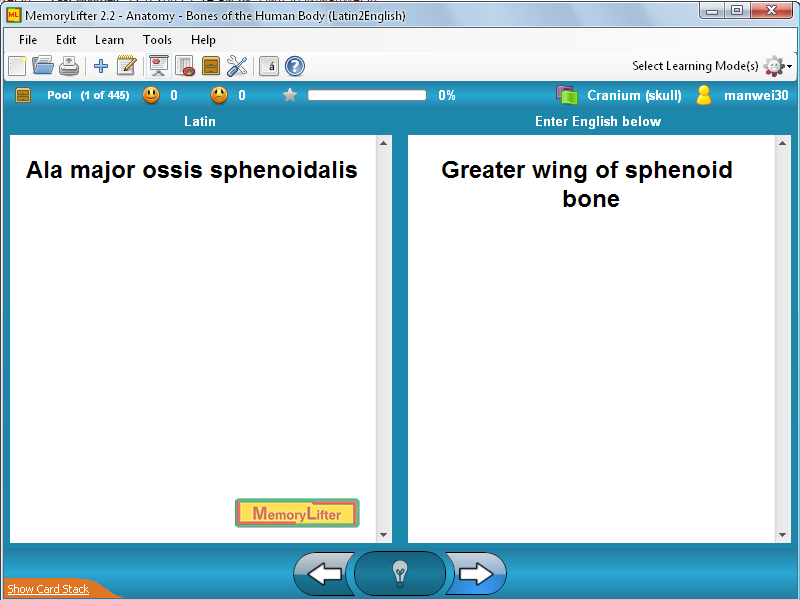 MemoryLifter 2.2 - Anatomy - Bones of the Human Body (Latin2English)
File Edit Learn Tools Help
á ? Select Learning Mode(s)
Pool (1 of 445) 0 0 0% Cranium (skull) manwei30
Latin Enter English below
Ala major ossis sphenoidalis
Greater wing of sphenoid
bone
MemoryLifter
Show Card Stack